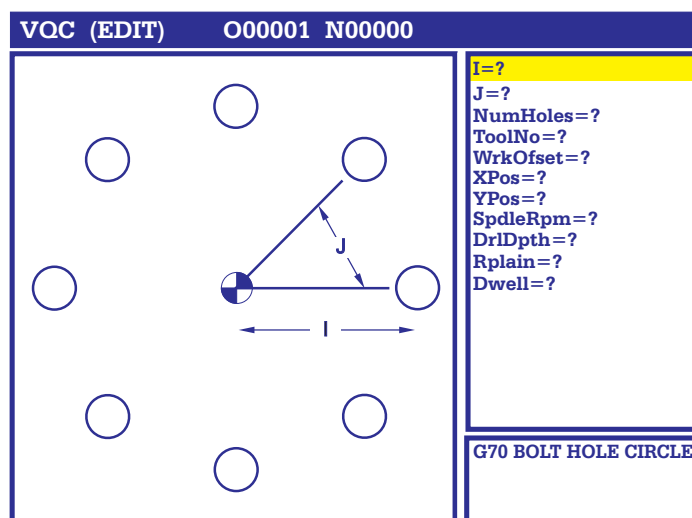 VQC (EDIT) O00001 N00000
J
I
I=?
J=?
NumHoles=?
ToolNo=?
WrkOfset=?
XPos=?
YPos=?
SpdleRpm=?
DrlDpth=?
Rplain=?
Dwell=?
G70 BOLT HOLE CIRCLE